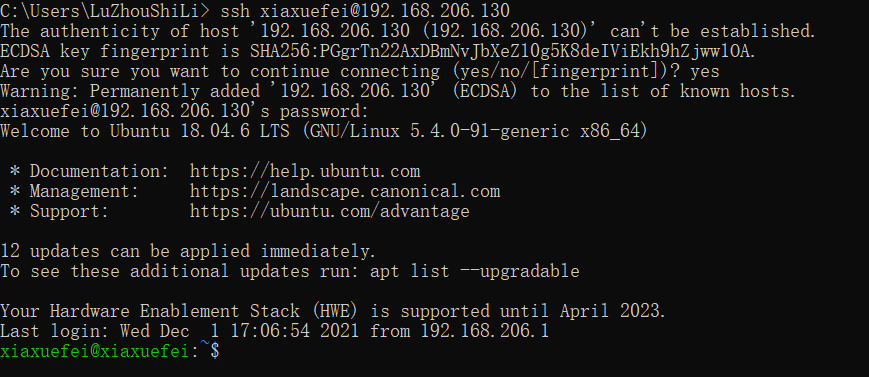 C:\Users\LuZhouShiLi> ssh xiaxuefei@192.168.206.130
The authenticity of host '192.168.206.130 (192.168.206.130)' can't be established.
ECDSA key fingerprint is SHA256:PGgrTn22AxDBmNvJbXeZ10g5K8deIViEkh9hZjww1OA.
Are you sure you want to continue connecting (yes/no/[fingerprint])? yes
Warning: Permanently added '192.168.206.130' (ECDSA) to the list of known hosts.
xiaxuefei@192.168.206.130's password:
Welcome to Ubuntu 18.04.6 LTS (GNU/Linux 5.4.0-91-generic x86_64)
* Documentation:  https://help.ubuntu.com
* Management:     https://landscape.canonical.com
* Support:        https://ubuntu.com/advantage
12 updates can be applied immediately.
To see these additional updates run: apt list --upgradable
Your Hardware Enablement Stack (HWE) is supported until April 2023.
Last login: Wed Dec  1 17:06:54 2021 from 192.168.206.1
xiaxuefei@xiaxuefei:~$